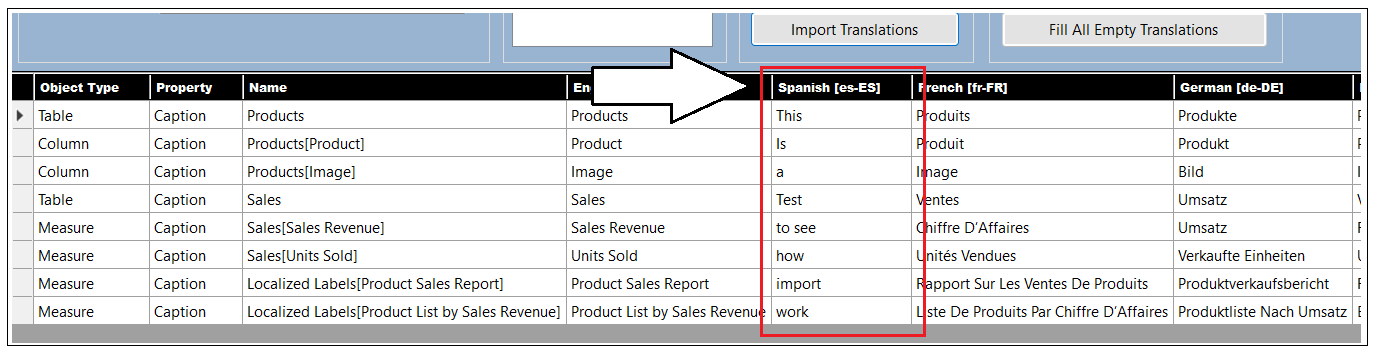 Import Translations Fill All Empty Translations
Object Type Property Name En Spanish [es-ES] French [fr-FR] German [de-DE]
Table Caption Products Products This Produits Produkte
Column Caption Products[Product] Product Is Produit Produkt
Column Caption Products[Image] Image a Image Bild
Table Caption Sales Sales Test Ventes Umsatz
Measure Caption Sales[Sales Revenue] Sales Revenue to see Chiffre D’Affaires Umsatz
Measure Caption Sales[Units Sold] Units Sold how Unités Vendues Verkaufte Einheiten
Measure Caption Localized Labels[Product Sales Report] Product Sales Report import Rapport Sur Les Ventes De Produits Produktverkaufsbericht
Measure Caption Localized Labels[Product List by Sales Revenue] Product List by Sales Revenue work Liste De Produits Par Chiffre D’Affaires Produktliste Nach Umsatz